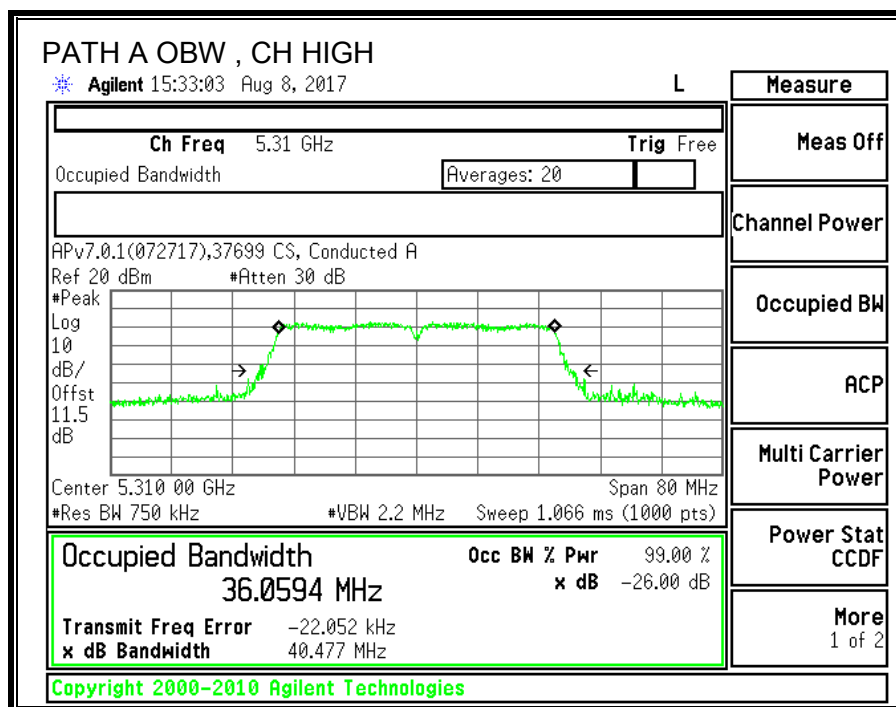 PATH A OBW , CH HIGH
Agilent 15:33:03 Aug 8, 2017 L
Measure
Ch Freq 5.31 GHz Trig Free
Occupied Bandwidth Averages: 20
APv7.0.1(072717),37699 CS, Conducted A
Ref 20 dBm #Atten 30 dB
#Peak
Log
10
dB/
Offst
11.5
dB
Center 5.310 00 GHz Span 80 MHz
#Res BW 750 kHz #VBW 2.2 MHz Sweep 1.066 ms (1000 pts)
Occupied Bandwidth
36.0594 MHz
Occ BW % Pwr 99.00 %
x dB -26.00 dB
Transmit Freq Error -22.052 kHz
x dB Bandwidth 40.477 MHz
Meas Off
Channel Power
Occupied BW
ACP
Multi Carrier
Power
Power Stat
CCDF
More
1 of 2
Copyright 2000-2010 Agilent Technologies